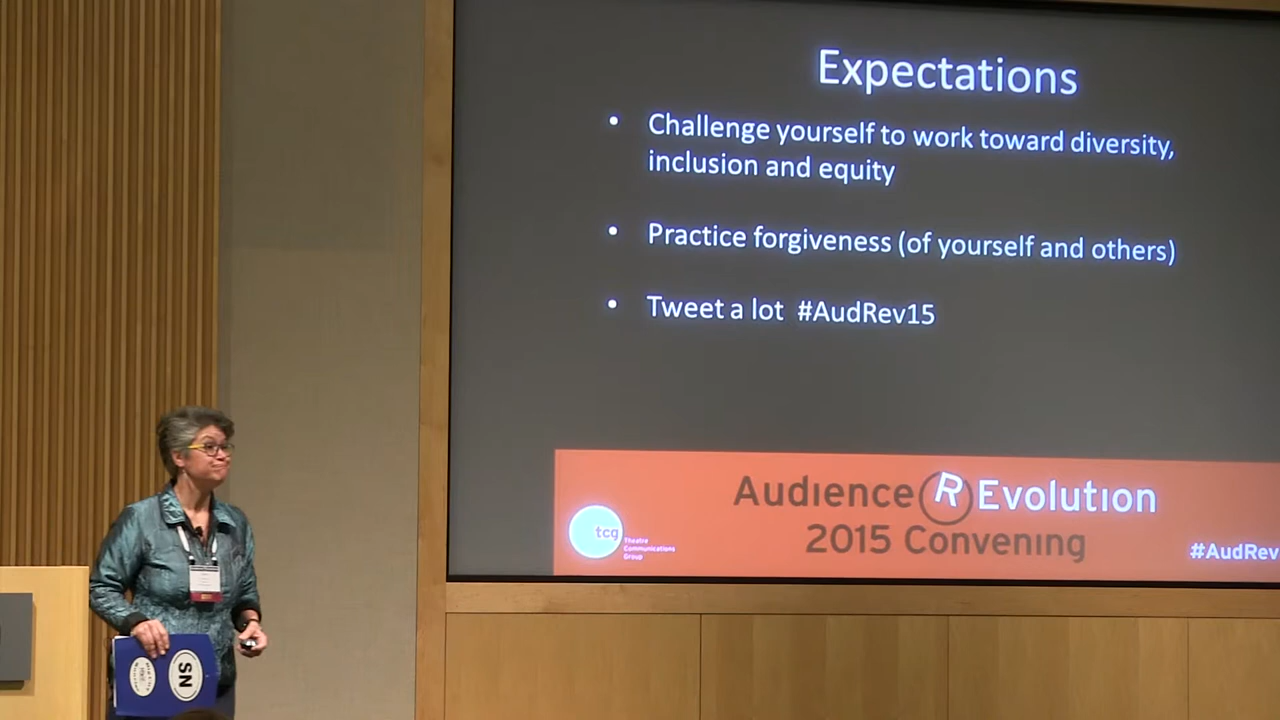 Expectations
• Challenge yourself to work toward diversity,
inclusion and equity
• Practice forgiveness (of yourself and others)
• Tweet a lot #AudRev15
Audience R Evolution
2015 Convening
tcg
Theatre
Communications
Group
#AudRev
SN